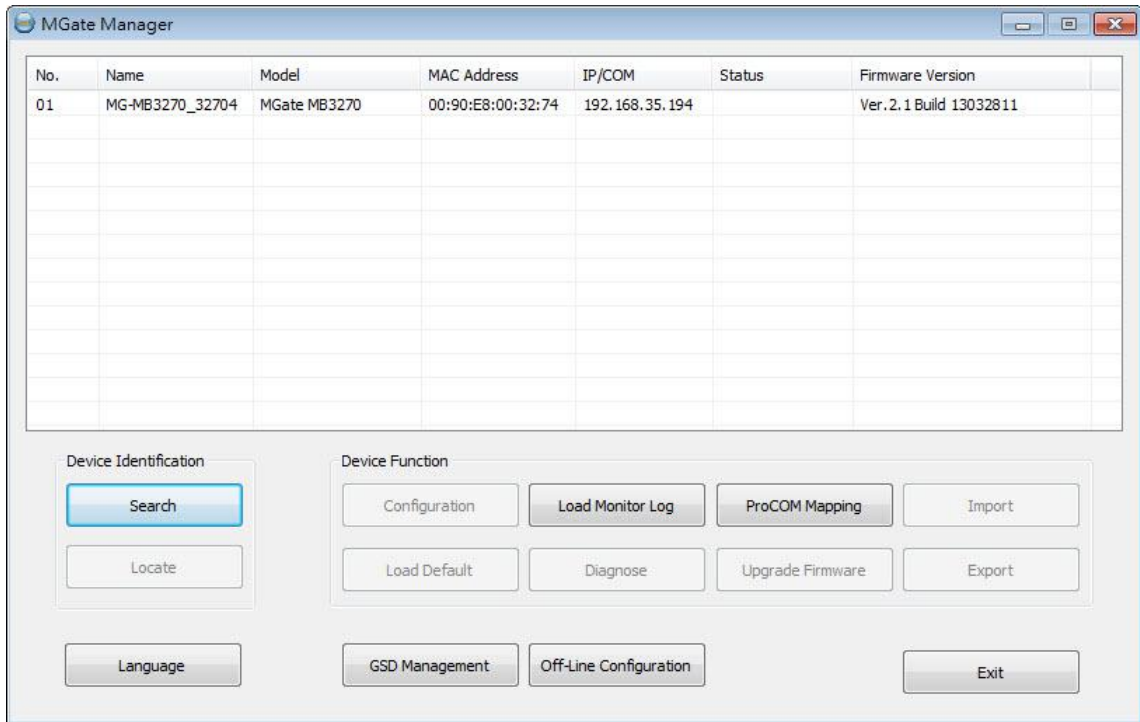 MGate Manager
No. Name Model MAC Address IP/COM Status Firmware Version
01 MG-MB3270_32704 MGate MB3270 00:90:E8:00:32:74 192.168.35.194 Ver.2.1 Build 13032811
Device Identification Device Function
Search Configuration Load Monitor Log ProCOM Mapping Import
Locate Load Default Diagnose Upgrade Firmware Export
Language GSD Management Off-Line Configuration Exit